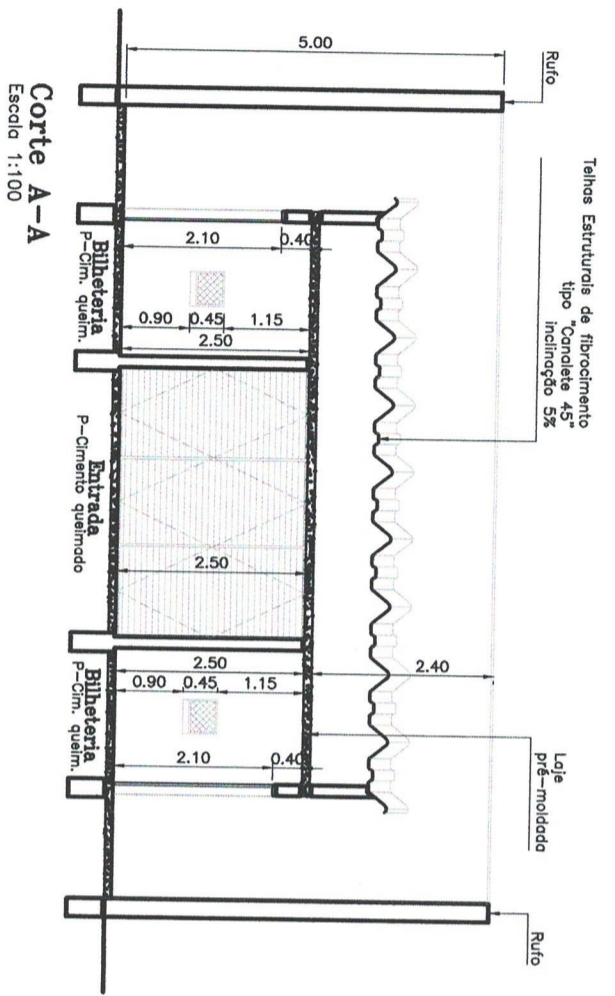 Telhas Estruturais de fibrocimento
tipo "Canalete 45"
inclinação 5%
Rufo
Laje
pré-moldada
Rufo
5.00
2.40
2.10
0.40
0.90
0.45
1.15
2.50
2.50
2.50
0.90
0.45
1.15
2.10
0.40
Bilheteria
P-Cim. queim.
Entrada
P-Cimento queimado
Bilheteria
P-Cim. queim.
Corte A-A
Escala 1:100